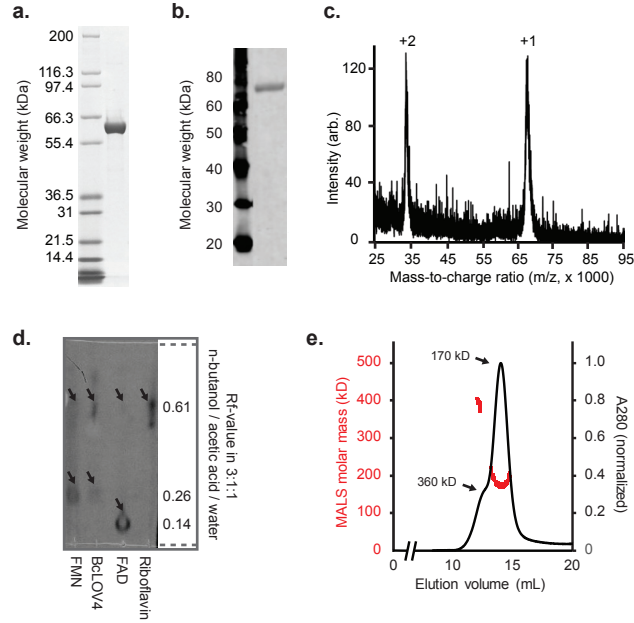 a.
Molecular weight (kDa)
200
116.3
97.4
66.3
55.4
36.5
31
21.5
14.4
b.
Molecular weight (kDa)
80
60
50
40
30
20
c.
+2
+1
Intensity (arb.)
120
80
40
0
25
35
45
55
65
75
85
95
Mass-to-charge ratio (m/z, x 1000)
d.
0.61
0.26
0.14
Rf-value in 3:1:1
n-butanol / acetic acid / water
FMN
BcLOV4
FAD
Riboflavin
e.
MALS molar mass (kD)
500
400
300
200
100
0
170 kD
360 kD
1.0
0.8
0.6
0.4
0.2
0
A280 (normalized)
0
10
15
20
Elution volume (mL)